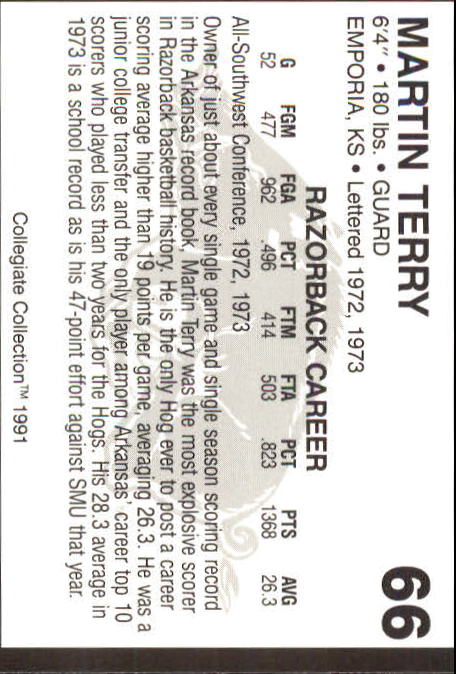 MARTIN TERRY 66
6'4" • 180 lbs. • GUARD
EMPORIA, KS • Lettered 1972, 1973
RAZORBACK CAREER
G FGM FGA PCT FTM FTA PCT PTS AVG
52 477 962 .496 414 503 .823 1368 26.3
All-Southwest Conference, 1972, 1973
Owner of just about every single game and single season scoring record
in the Arkansas record book, Martin Terry was the most explosive scorer
in Razorback basketball history. He is the only Hog ever to post a career
scoring average higher than 19 points per game, averaging 26.3. He was a
junior college transfer and the only player among Arkansas' career top 10
scorers who played less than two years for the Hogs. His 28.3 average in
1973 is a school record as is his 47-point effort against SMU that year.
Collegiate Collection™ 1991